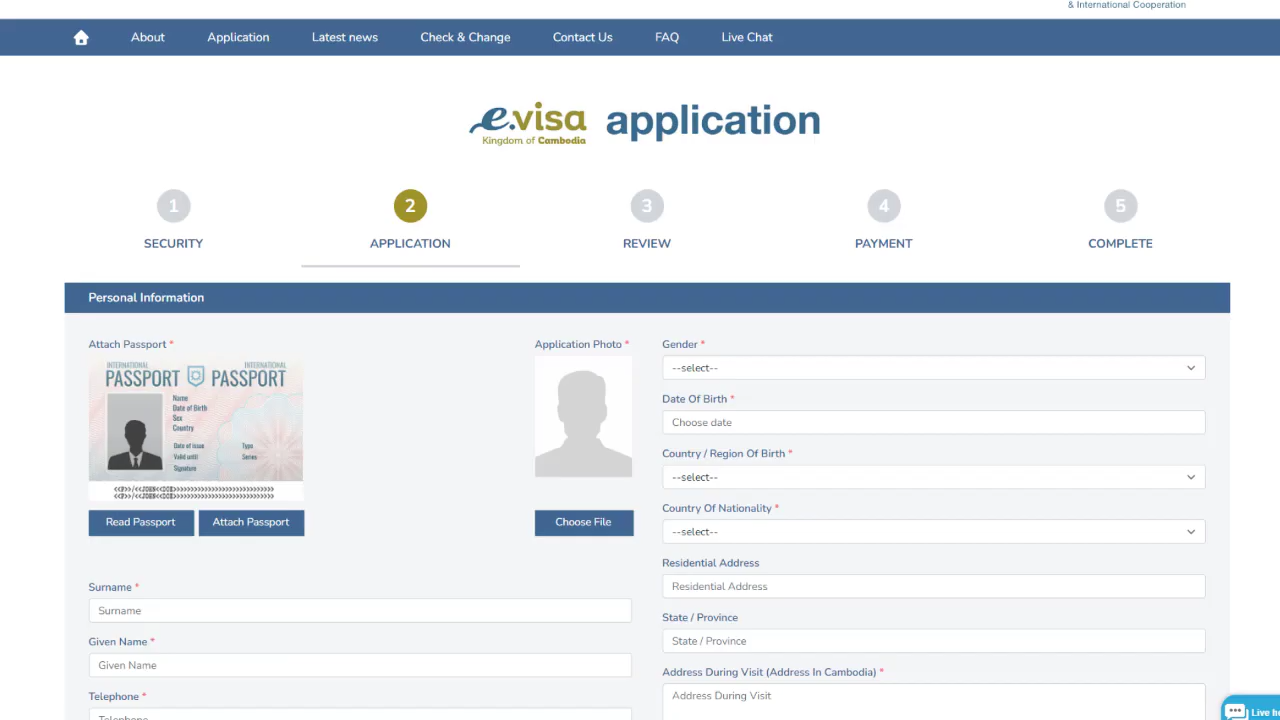 & International Cooperation
About Application Latest news Check & Change Contact Us FAQ Live Chat
e.visa application
Kingdom of Cambodia
1 2 3 4 5
SECURITY APPLICATION REVIEW PAYMENT COMPLETE
Personal Information
Attach Passport *
INTERNATIONAL INTERNATIONAL
PASSPORT PASSPORT
Name
Date of Birth
Sex
Country
Date of issue Type
Valid until Series
Signature
Read Passport Attach Passport
Application Photo *
Choose File
Surname *
Surname
Given Name *
Given Name
Telephone *
Telephone
Gender *
--select--
Date Of Birth *
Choose date
Country / Region Of Birth *
--select--
Country Of Nationality *
--select--
Residential Address
Residential Address
State / Province
State / Province
Address During Visit (Address In Cambodia) *
Address During Visit
Live